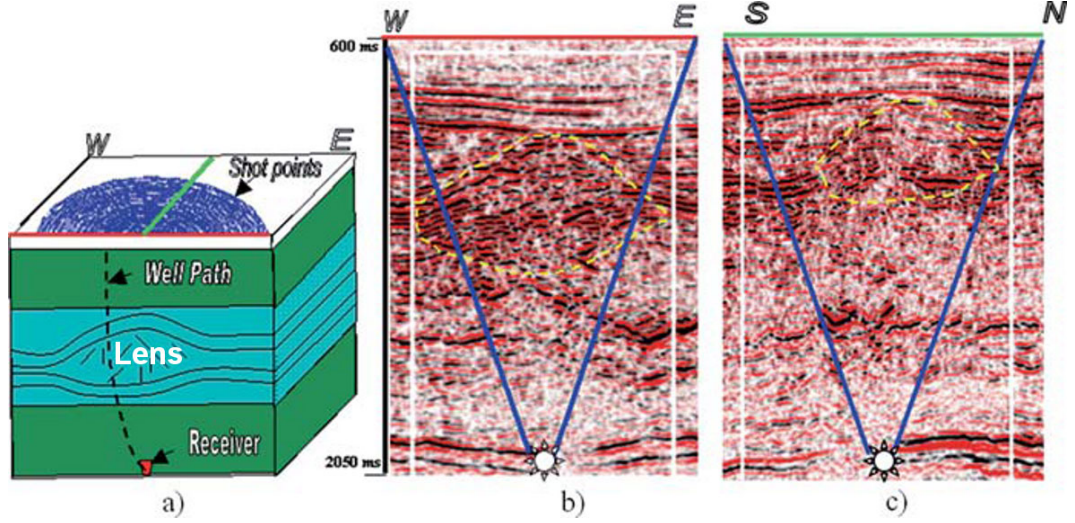 W
E
Shot points
Well Path
Lens
Receiver
a)
W
E
600 ms
2050 ms
b)
S
N
c)